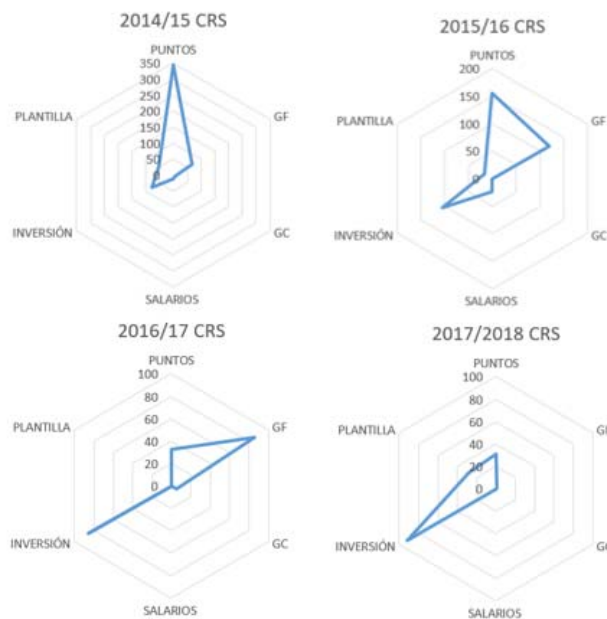 2014/15 CRS
PUNTOS
350
300
250
200
150
100
50
0
PLANTILLA
GF
INVERSIÓN
GC
SALARIOS
2015/16 CRS
PUNTOS
200
150
100
50
0
PLANTILLA
GF
INVERSIÓN
GC
SALARIOS
2016/17 CRS
PUNTOS
100
80
60
40
20
0
PLANTILLA
GF
INVERSIÓN
GC
SALARIOS
2017/2018 CRS
PUNTOS
100
80
60
40
20
0
PLANTILLA
INVERSIÓN
SALARIOS